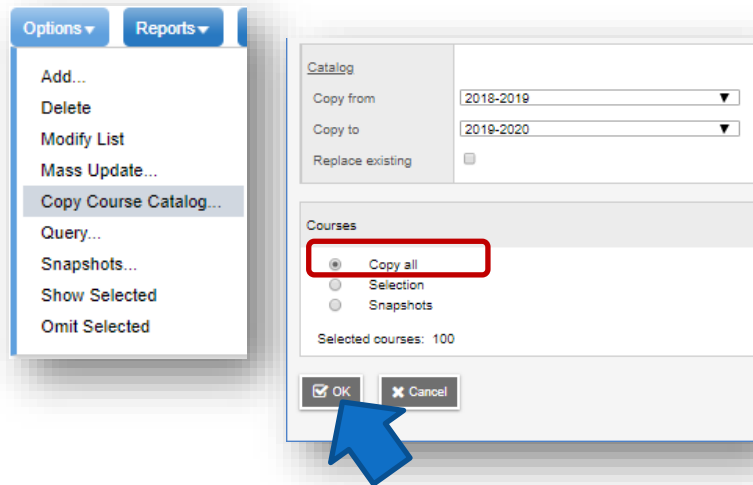 Options Reports
Add...
Delete
Modify List
Mass Update...
Copy Course Catalog...
Query...
Snapshots...
Show Selected
Omit Selected
Catalog
Copy from 2018-2019
Copy to 2019-2020
Replace existing
Courses
Copy all
Selection
Snapshots
Selected courses: 100
OK Cancel